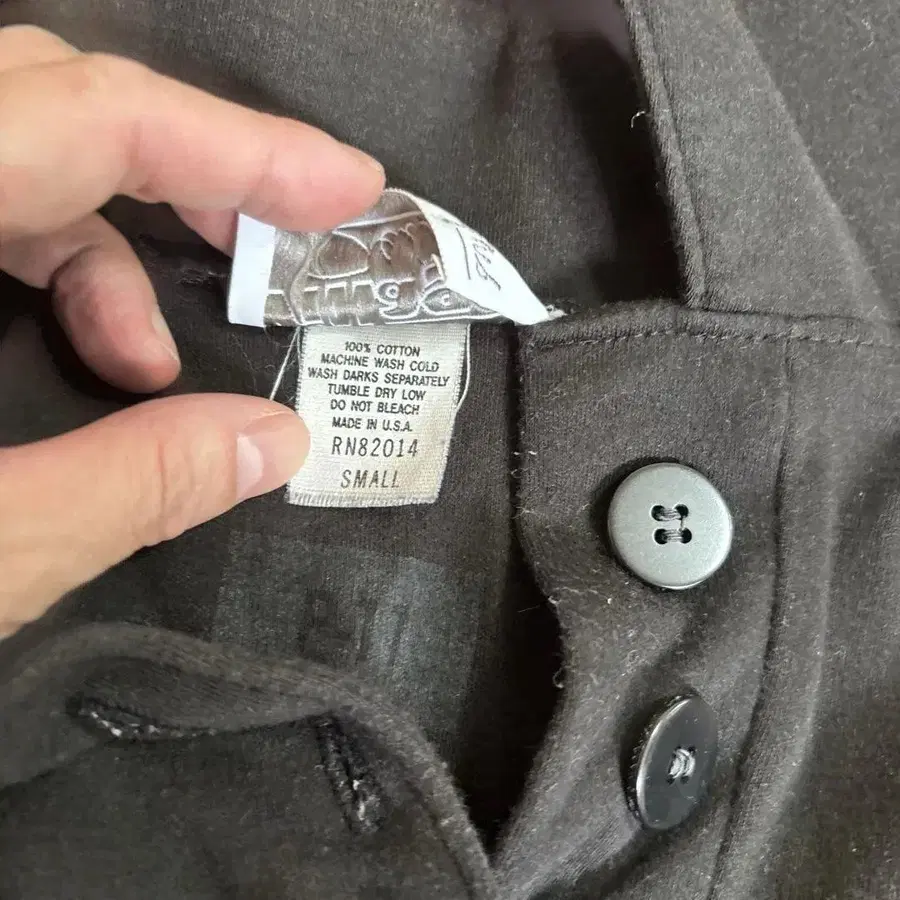 100% COTTON
MACHINE WASH COLD
WASH DARKS SEPARATELY
TUMBLE DRY LOW
DO NOT BLEACH
MADE IN U.S.A.
RN82014
SMALL